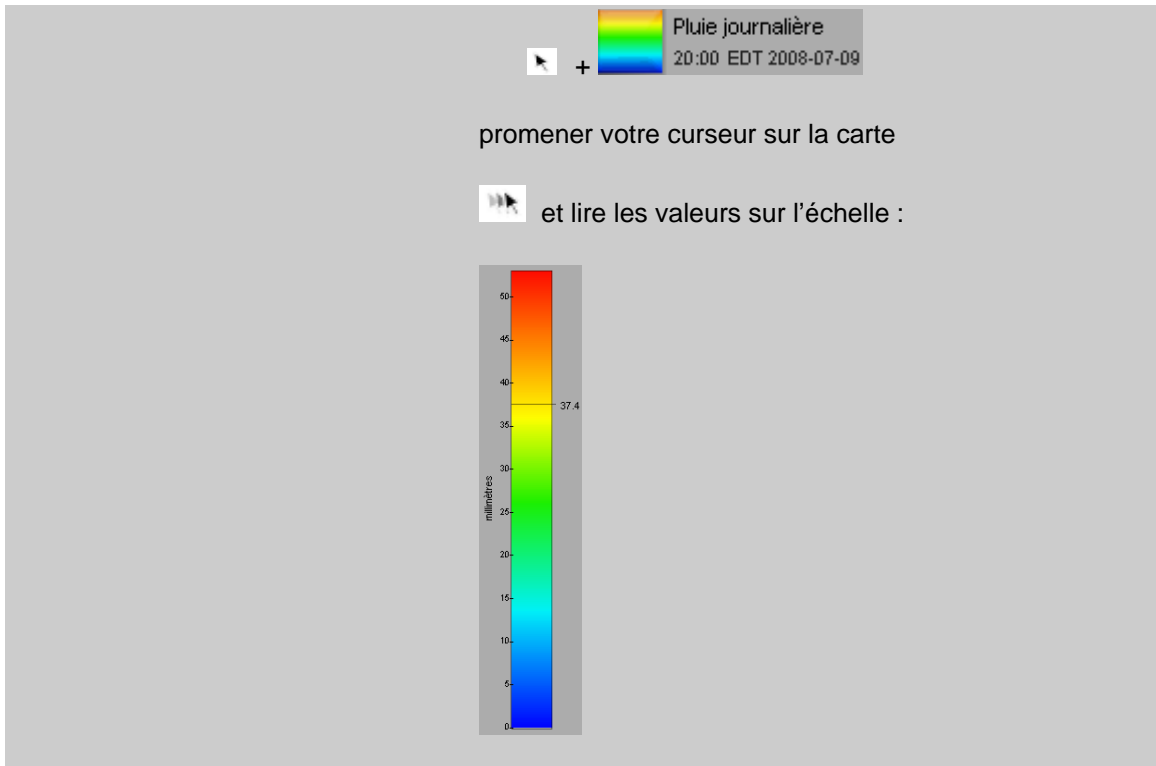 Pluie journalière
20:00 EDT 2008-07-09
+
promener votre curseur sur la carte
et lire les valeurs sur l’échelle :
50
45
40
37.4
35
30
millimètres
25
20
15
10
5
0